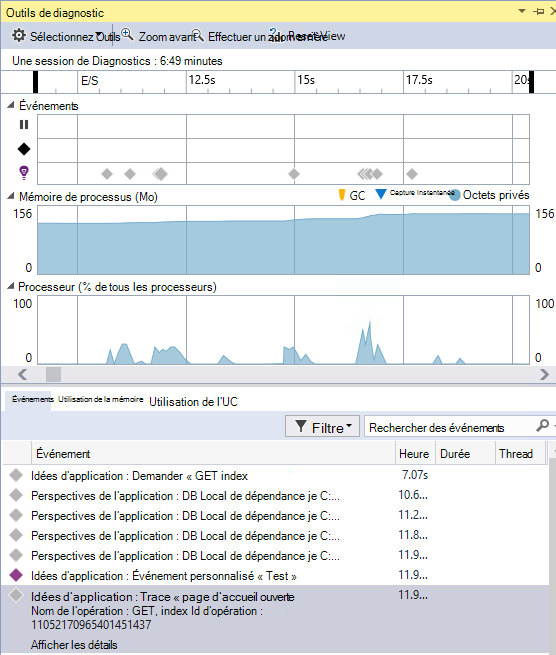 Outils de diagnostic
Sélectionnez Outils Zoom avant Effectuer un zoom arrière Reset View
Une session de Diagnostics : 6:49 minutes
E/S 12.5s 15s 17.5s 20s
Événements
Mémoire de processus (Mo) GC Capture instantanée Octets privés
156 156
0 0
Processeur (% de tous les processeurs)
100 100
0 0
Événements Utilisation de la mémoire Utilisation de l'UC
Filtre Rechercher des événements
Événement Heure Durée Thread
Idées d'application : Demander « GET index 7.07s
Perspectives de l'application : DB Local de dépendance je C:... 10.6...
Perspectives de l'application : DB Local de dépendance je C:... 11.2...
Perspectives de l'application : DB Local de dépendance je C:... 11.8...
Perspectives de l'application : DB Local de dépendance je C:... 11.9...
Idées d'application : Événement personnalisé « Test » 11.9...
Idées d'application : Trace « page d'accueil ouverte 11.9...
Nom de l'opération : GET, index Id d'opération :
11052170965401451437
Afficher les détails